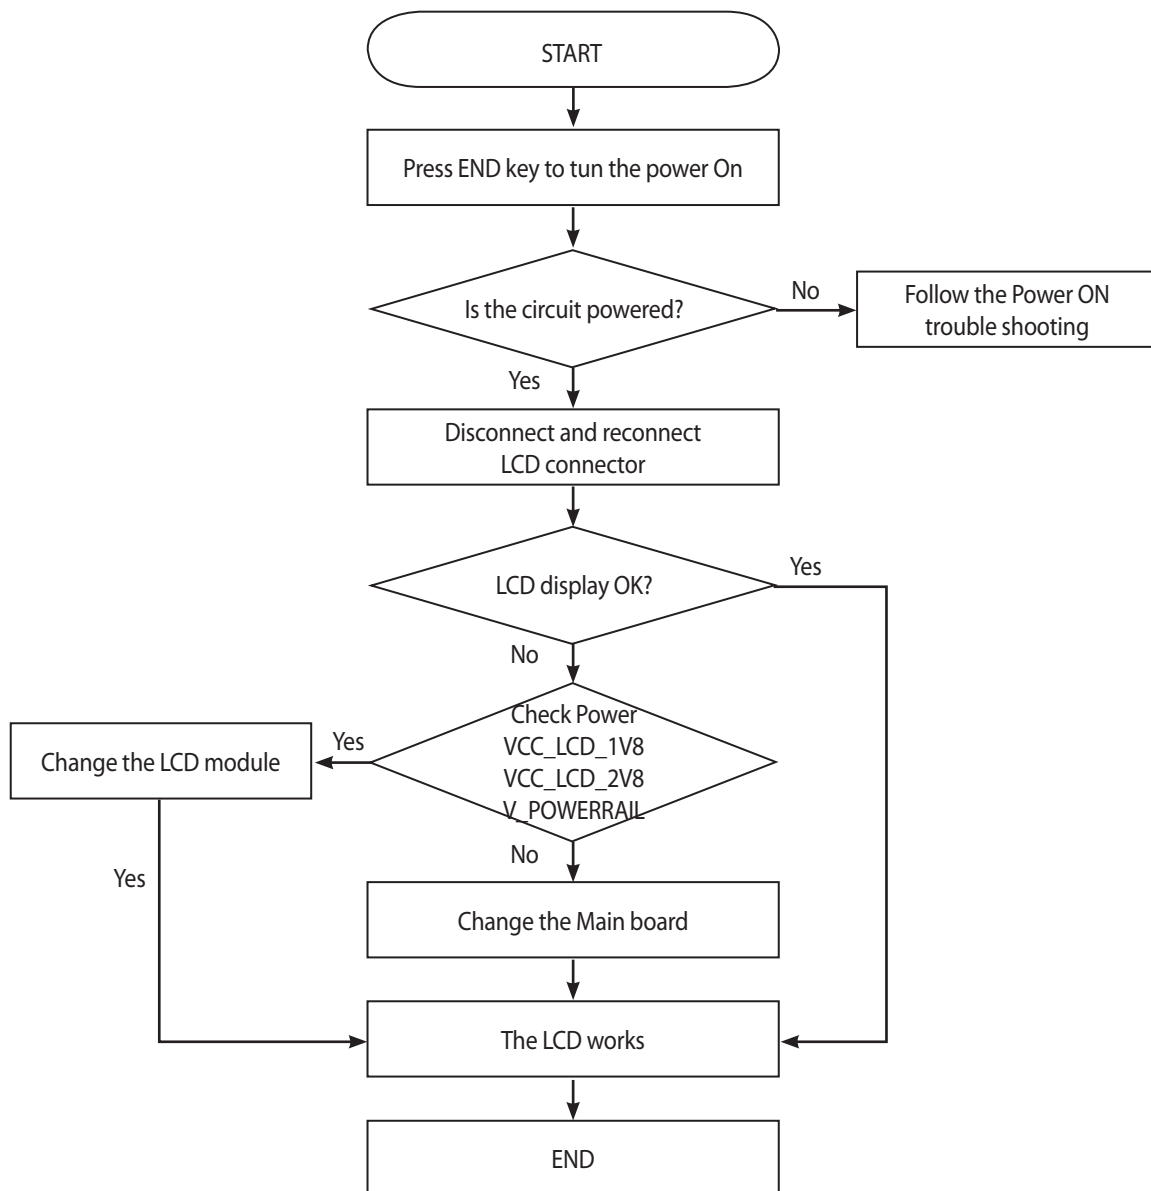 START
Press END key to tun the power On
Is the circuit powered?
No
Follow the Power ON
trouble shooting
Yes
Disconnect and reconnect
LCD connector
LCD display OK?
Yes
No
Check Power
VCC_LCD_1V8
VCC_LCD_2V8
V_POWERRAIL
Yes
Change the LCD module
No
Yes
Change the Main board
The LCD works
END